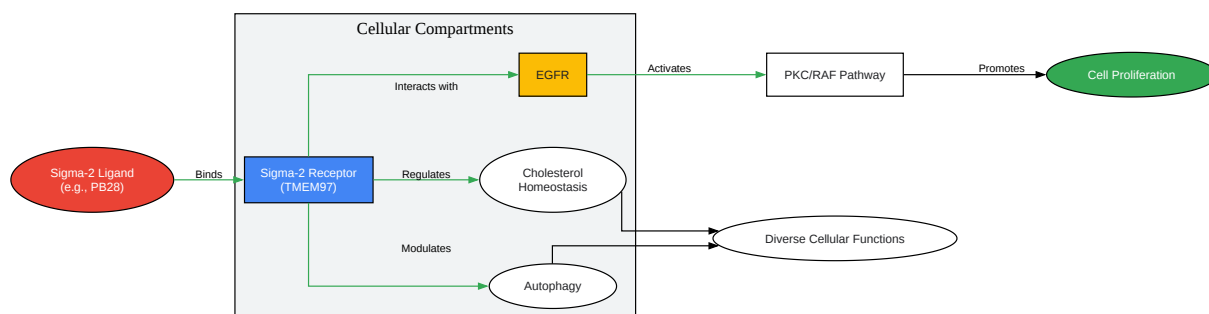 Cellular Compartments
EGFR
Activates
PKC/RAF Pathway
Promotes
Cell Proliferation
Interacts with
Sigma-2 Ligand
(e.g., PB28)
Binds
Sigma-2 Receptor
(TMEM97)
Regulates
Cholesterol
Homeostasis
Modulates
Diverse Cellular Functions
Autophagy